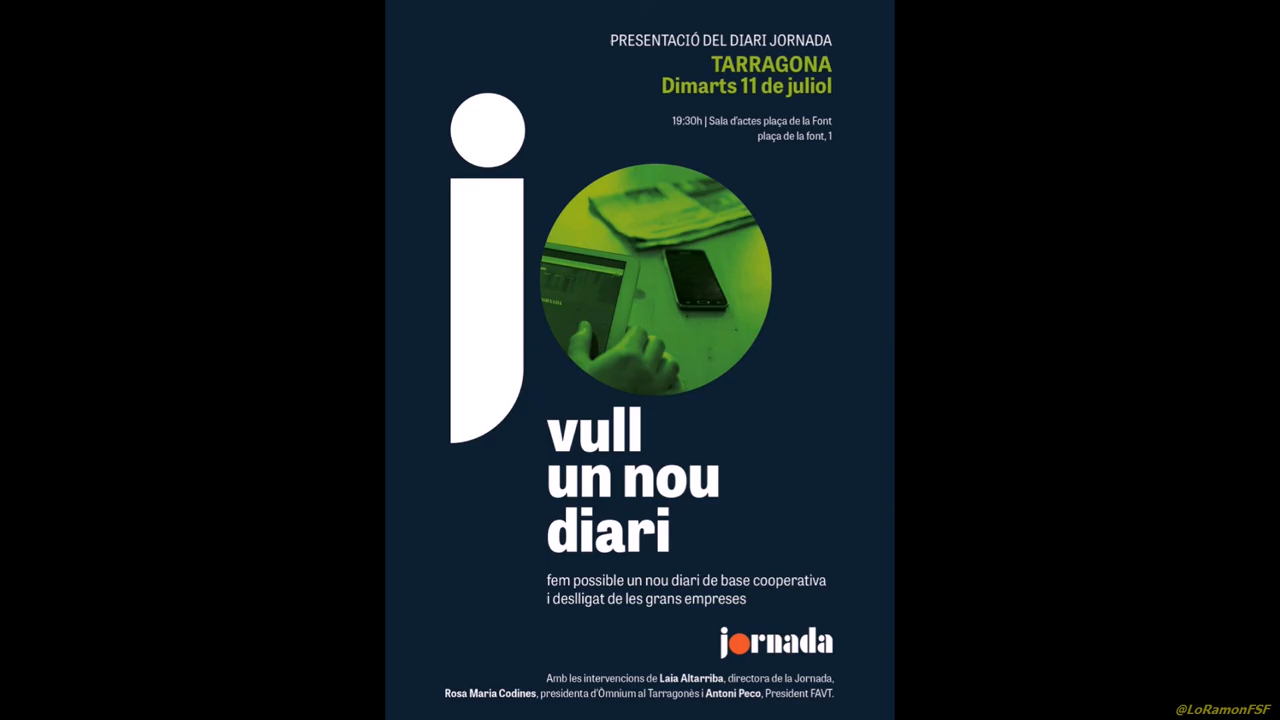 PRESENTACIÓ DEL DIARI JORNADA
TARRAGONA
Dimarts 11 de juliol
19:30h | Sala d'actes plaça de la Font
plaça de la font, 1
jo
vull
un nou
diari
fem possible un nou diari de base cooperativa
i deslligat de les grans empreses
jornada
Amb les intervencions de Laia Altarriba, directora de la Jornada,
Rosa Maria Codines, presidenta d'Òmnium al Tarragonès i Antoni Peco, President FAVT.
@LoRamonFSF